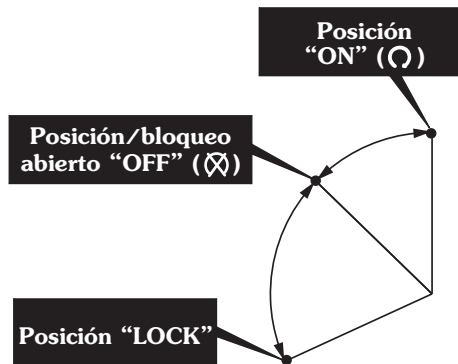 Posición
“ON” ( )
Posición/bloqueo
abierto “OFF” ( )
Posición “LOCK”